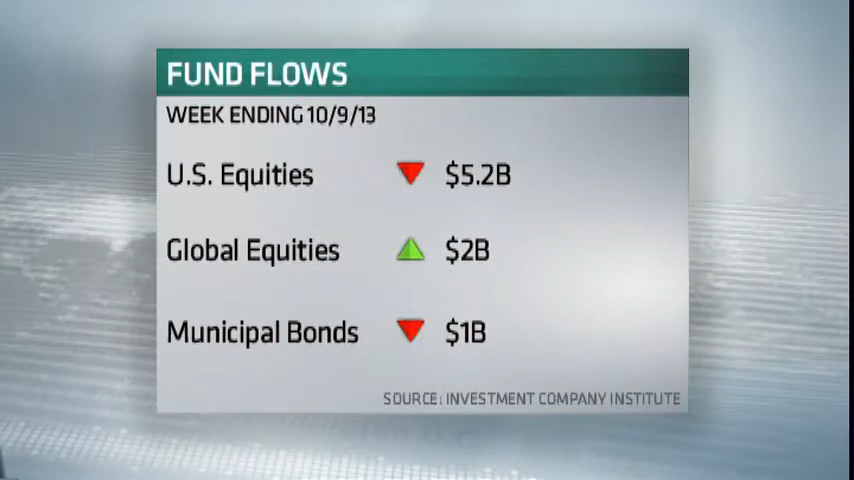 FUND FLOWS
WEEK ENDING 10/9/13
U.S. Equities $5.2B
Global Equities $2B
Municipal Bonds $1B
SOURCE: INVESTMENT COMPANY INSTITUTE